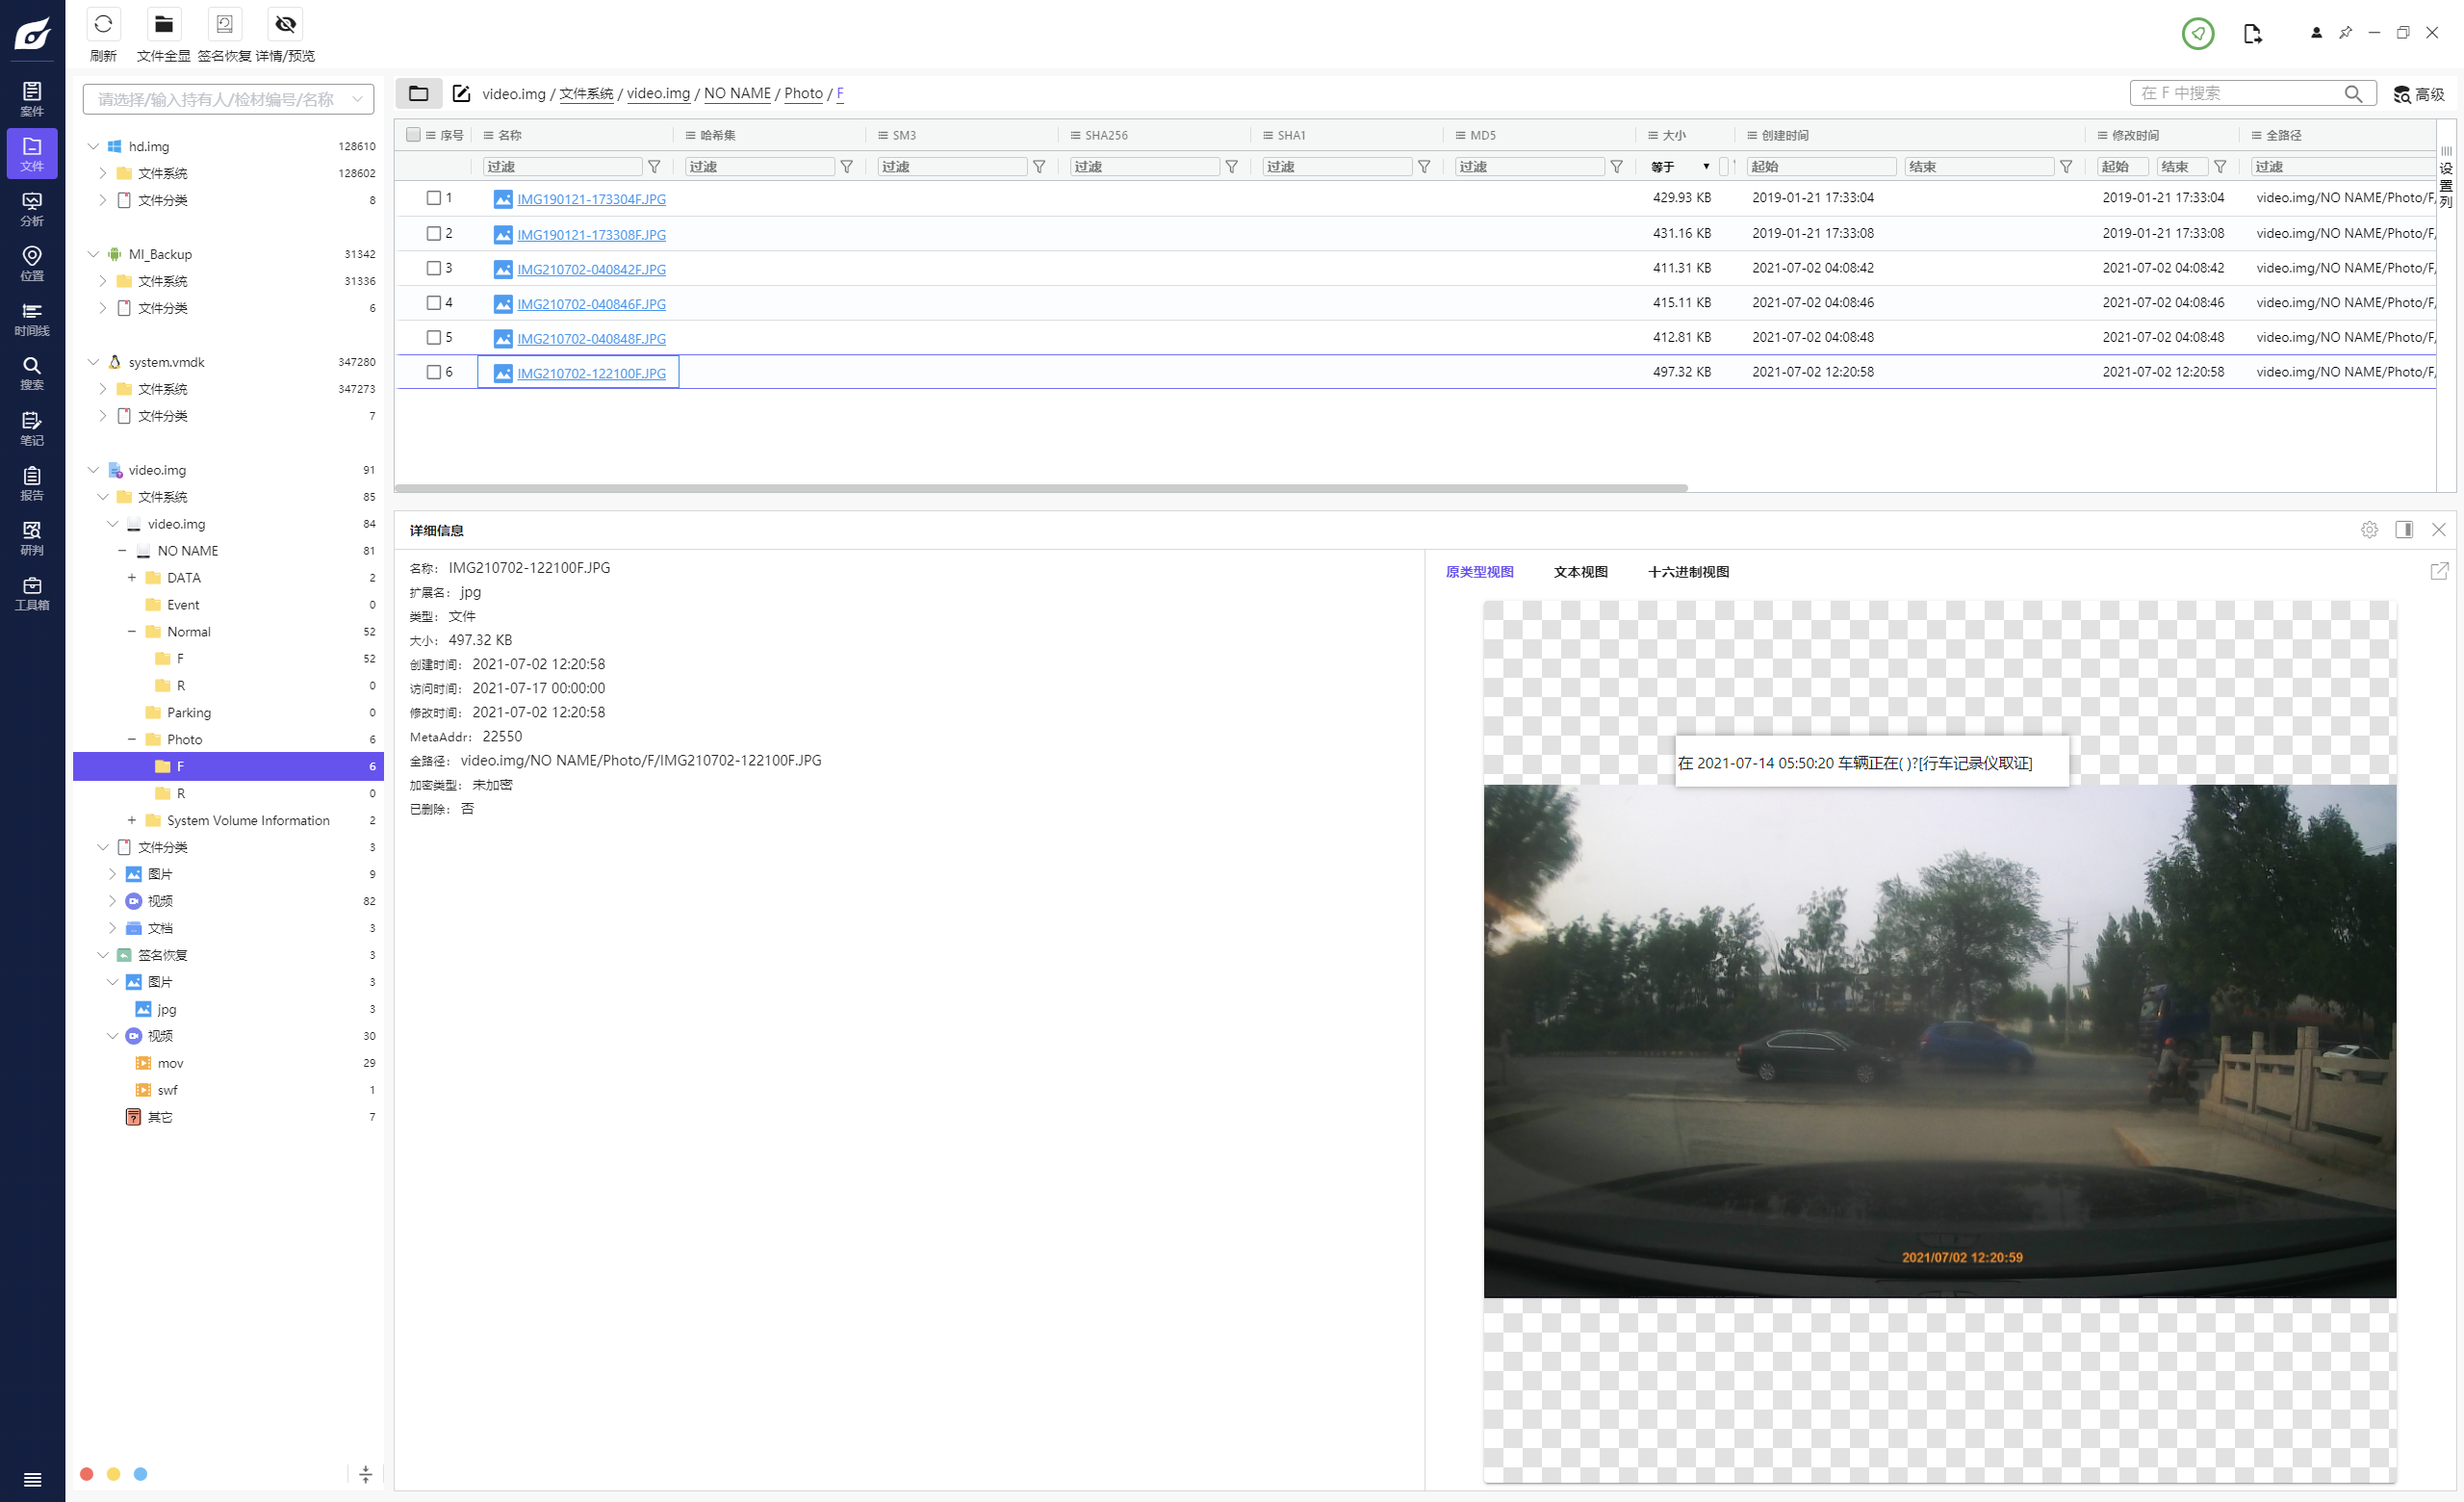 刷新 文件全显 签名恢复 详情/预览
案件
文件
分析
位置
时间线
搜索
笔记
报告
研判
工具箱
请选择/输入持有人/检材编号/名称
hd.img 128610
文件系统 128602
文件分类 8
MI_Backup 31342
文件系统 31336
文件分类 6
system.vmdk 347280
文件系统 347273
文件分类 7
video.img 91
文件系统 85
video.img 84
NO NAME 81
DATA 2
Event 0
Normal 52
F 52
R 0
Parking 0
Photo 6
F 6
R 0
System Volume Information 2
文件分类 3
图片 9
视频 82
文档 3
签名恢复 3
图片 3
jpg 3
视频 30
mov 29
swf 1
其它 7
video.img / 文件系统 / video.img / NO NAME / Photo / F
在 F 中搜索
高级
序号 名称 哈希集 SM3 SHA256 SHA1 MD5 大小 创建时间 修改时间 全路径
过滤 过滤 过滤 过滤 过滤 过滤 等于 起始 结束 起始 结束 过滤
1 IMG190121-173304F.JPG 429.93 KB 2019-01-21 17:33:04 2019-01-21 17:33:04 video.img/NO NAME/Photo/F/
2 IMG190121-173308F.JPG 431.16 KB 2019-01-21 17:33:08 2019-01-21 17:33:08 video.img/NO NAME/Photo/F/
3 IMG210702-040842F.JPG 411.31 KB 2021-07-02 04:08:42 2021-07-02 04:08:42 video.img/NO NAME/Photo/F/
4 IMG210702-040846F.JPG 415.11 KB 2021-07-02 04:08:46 2021-07-02 04:08:46 video.img/NO NAME/Photo/F/
5 IMG210702-040848F.JPG 412.81 KB 2021-07-02 04:08:48 2021-07-02 04:08:48 video.img/NO NAME/Photo/F/
6 IMG210702-122100F.JPG 497.32 KB 2021-07-02 12:20:58 2021-07-02 12:20:58 video.img/NO NAME/Photo/F/
设置列
详细信息
名称: IMG210702-122100F.JPG
扩展名: jpg
类型: 文件
大小: 497.32 KB
创建时间: 2021-07-02 12:20:58
访问时间: 2021-07-17 00:00:00
修改时间: 2021-07-02 12:20:58
MetaAddr: 22550
全路径: video.img/NO NAME/Photo/F/IMG210702-122100F.JPG
加密类型: 未加密
已删除: 否
原类型视图 文本视图 十六进制视图
在 2021-07-14 05:50:20 车辆正在( )?[行车记录仪取证]
2021/07/02 12:20:59